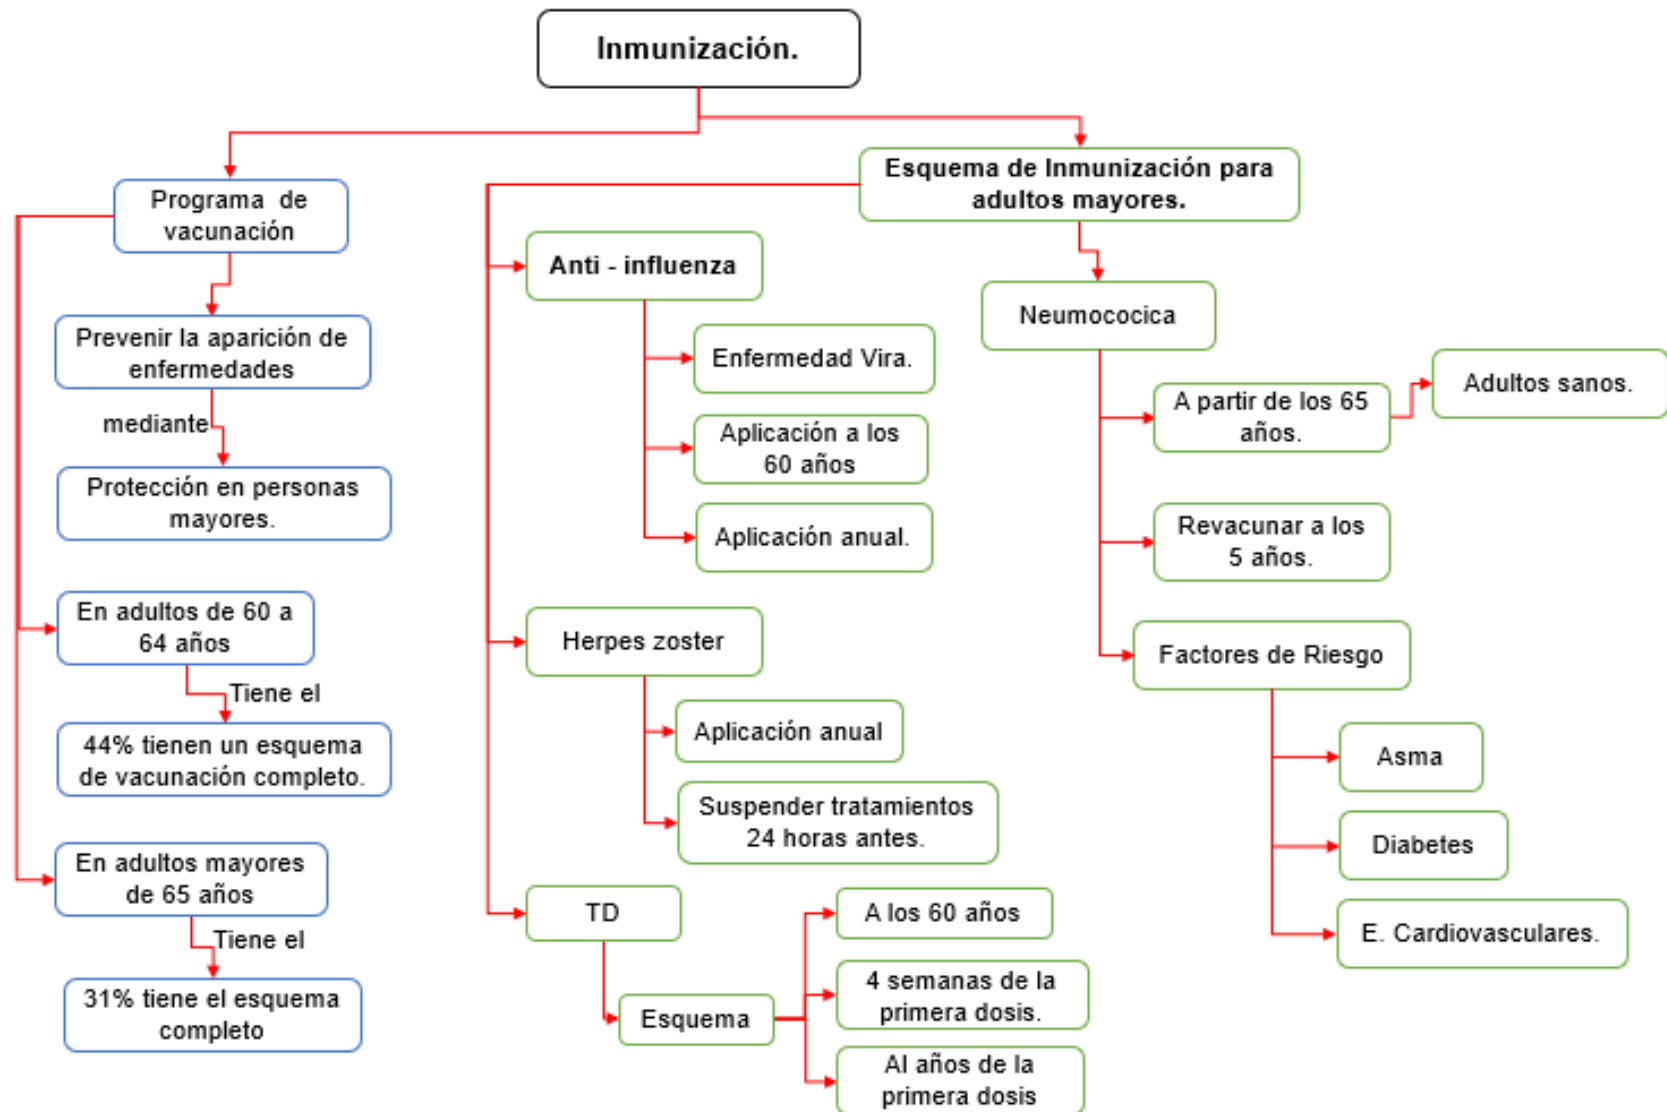 Inmunización.
Programa de
vacunación
Prevenir la aparición de
enfermedades
mediante
Protección en personas
mayores.
En adultos de 60 a
64 años
Tiene el
44% tienen un esquema
de vacunación completo.
En adultos mayores
de 65 años
Tiene el
31% tiene el esquema
completo
Esquema de Inmunización para
adultos mayores.
Anti - influenza
Enfermedad Vira.
Aplicación a los
60 años
Aplicación anual.
Herpes zoster
Aplicación anual
Suspender tratamientos
24 horas antes.
TD
Esquema
A los 60 años
4 semanas de la
primera dosis.
Al años de la
primera dosis
Neumococica
A partir de los 65
años.
Adultos sanos.
Revacunar a los
5 años.
Factores de Riesgo
Asma
Diabetes
E. Cardiovasculares.